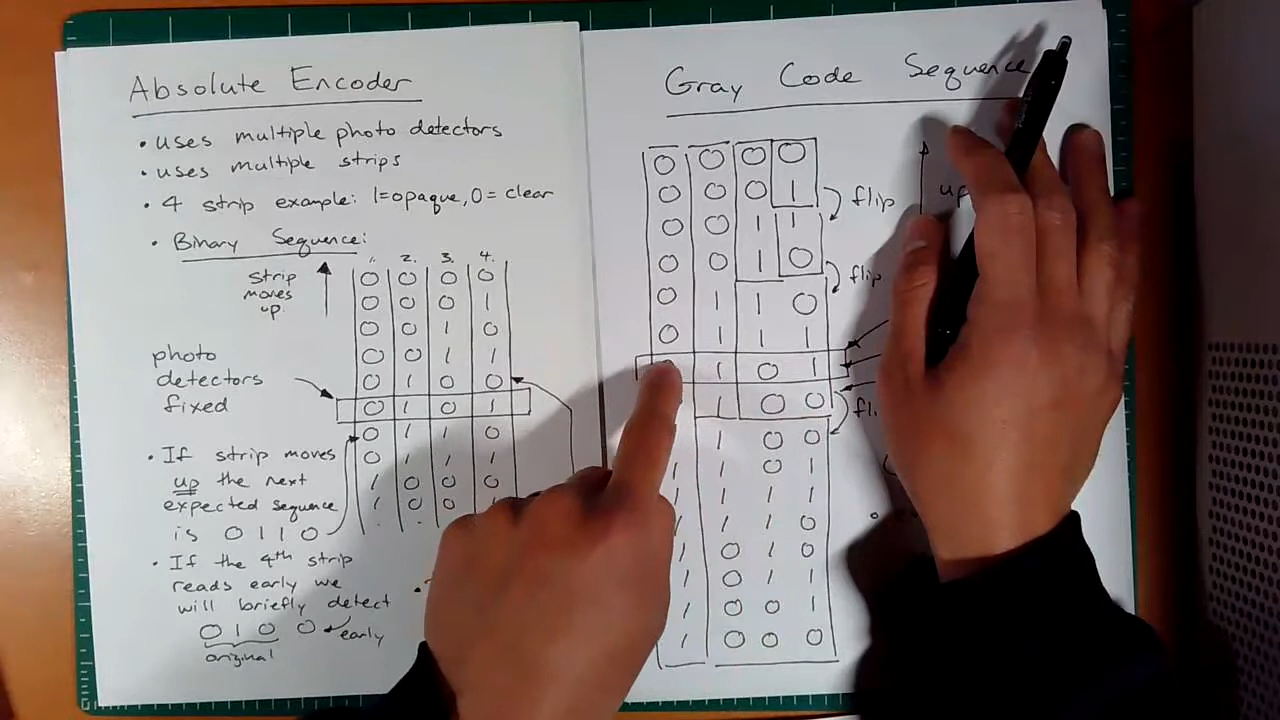 Absolute Encoder
• uses multiple photo detectors
• uses multiple strips
• 4 strip example: 1=opaque, 0 = clear
• Binary Sequence:
1. 2. 3. 4.
strip moves up
0 0 0 0
0 0 0 1
0 0 1 0
0 0 1 1
0 1 0 0
photo detectors fixed
0 1 0 1
0 1 1 0
0 1 1 1
1 0 0 0
1 0 0 1
• If strip moves
up the next
expected sequence
is 0 1 1 0
• If the 4th strip
reads early we
will briefly detect
0 1 0 0 early
original
Gray Code Sequence
0 0 0 0
0 0 0 1
flip
up
0 0 1 1
0 0 1 0
flip
0 1 1 0
0 1 1 1
1 0 1
1 0 0
1 0 0
1 1 0 1
1 1 1 1
1 1 1 0
1 0 1 0
1 0 1 1
1 0 0 1
1 0 0 0